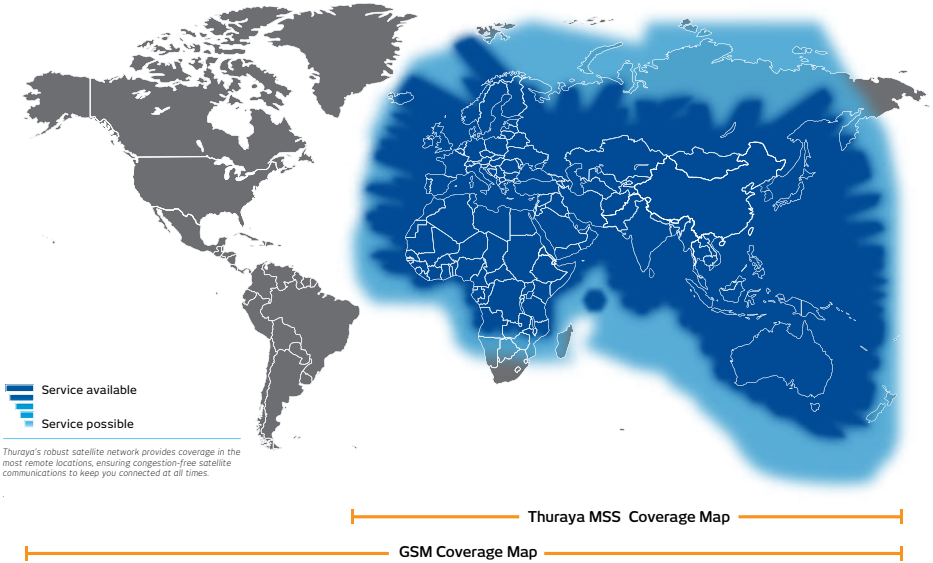 Service available
Service possible
Thuraya's robust satellite network provides coverage in the
most remote locations, ensuring congestion-free satellite
communications to keep you connected at all times.
Thuraya MSS Coverage Map
GSM Coverage Map